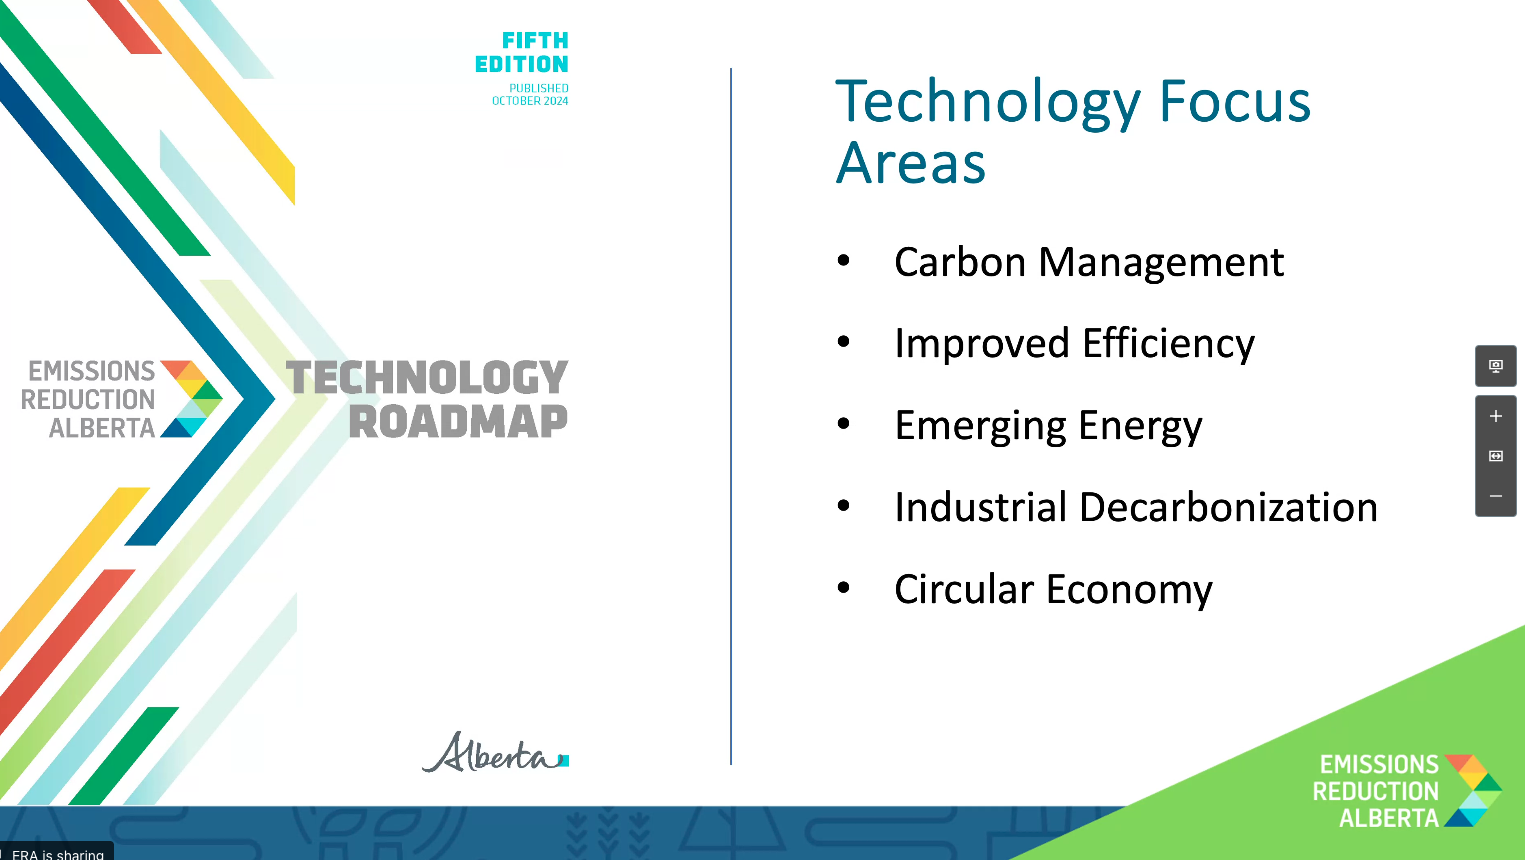 FIFTH
EDITION
PUBLISHED
OCTOBER 2024
EMISSIONS
REDUCTION
ALBERTA
TECHNOLOGY
ROADMAP
Alberta
Technology Focus
Areas
• Carbon Management
• Improved Efficiency
• Emerging Energy
• Industrial Decarbonization
• Circular Economy
EMISSIONS
REDUCTION
ALBERTA
ERA is sharing